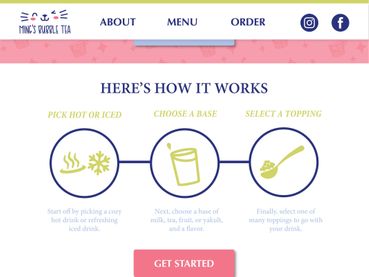 MING'S BUBBLE TEA
ABOUT
MENU
ORDER
HERE'S HOW IT WORKS
PICK HOT OR ICED
CHOOSE A BASE
SELECT A TOPPING
Start off by picking a cozy
hot drink or refreshing
iced drink.
Next, choose a base of
milk, tea, fruit, or yakult,
and a flavor.
Finally, select one of
many toppings to go with
your drink.
GET STARTED